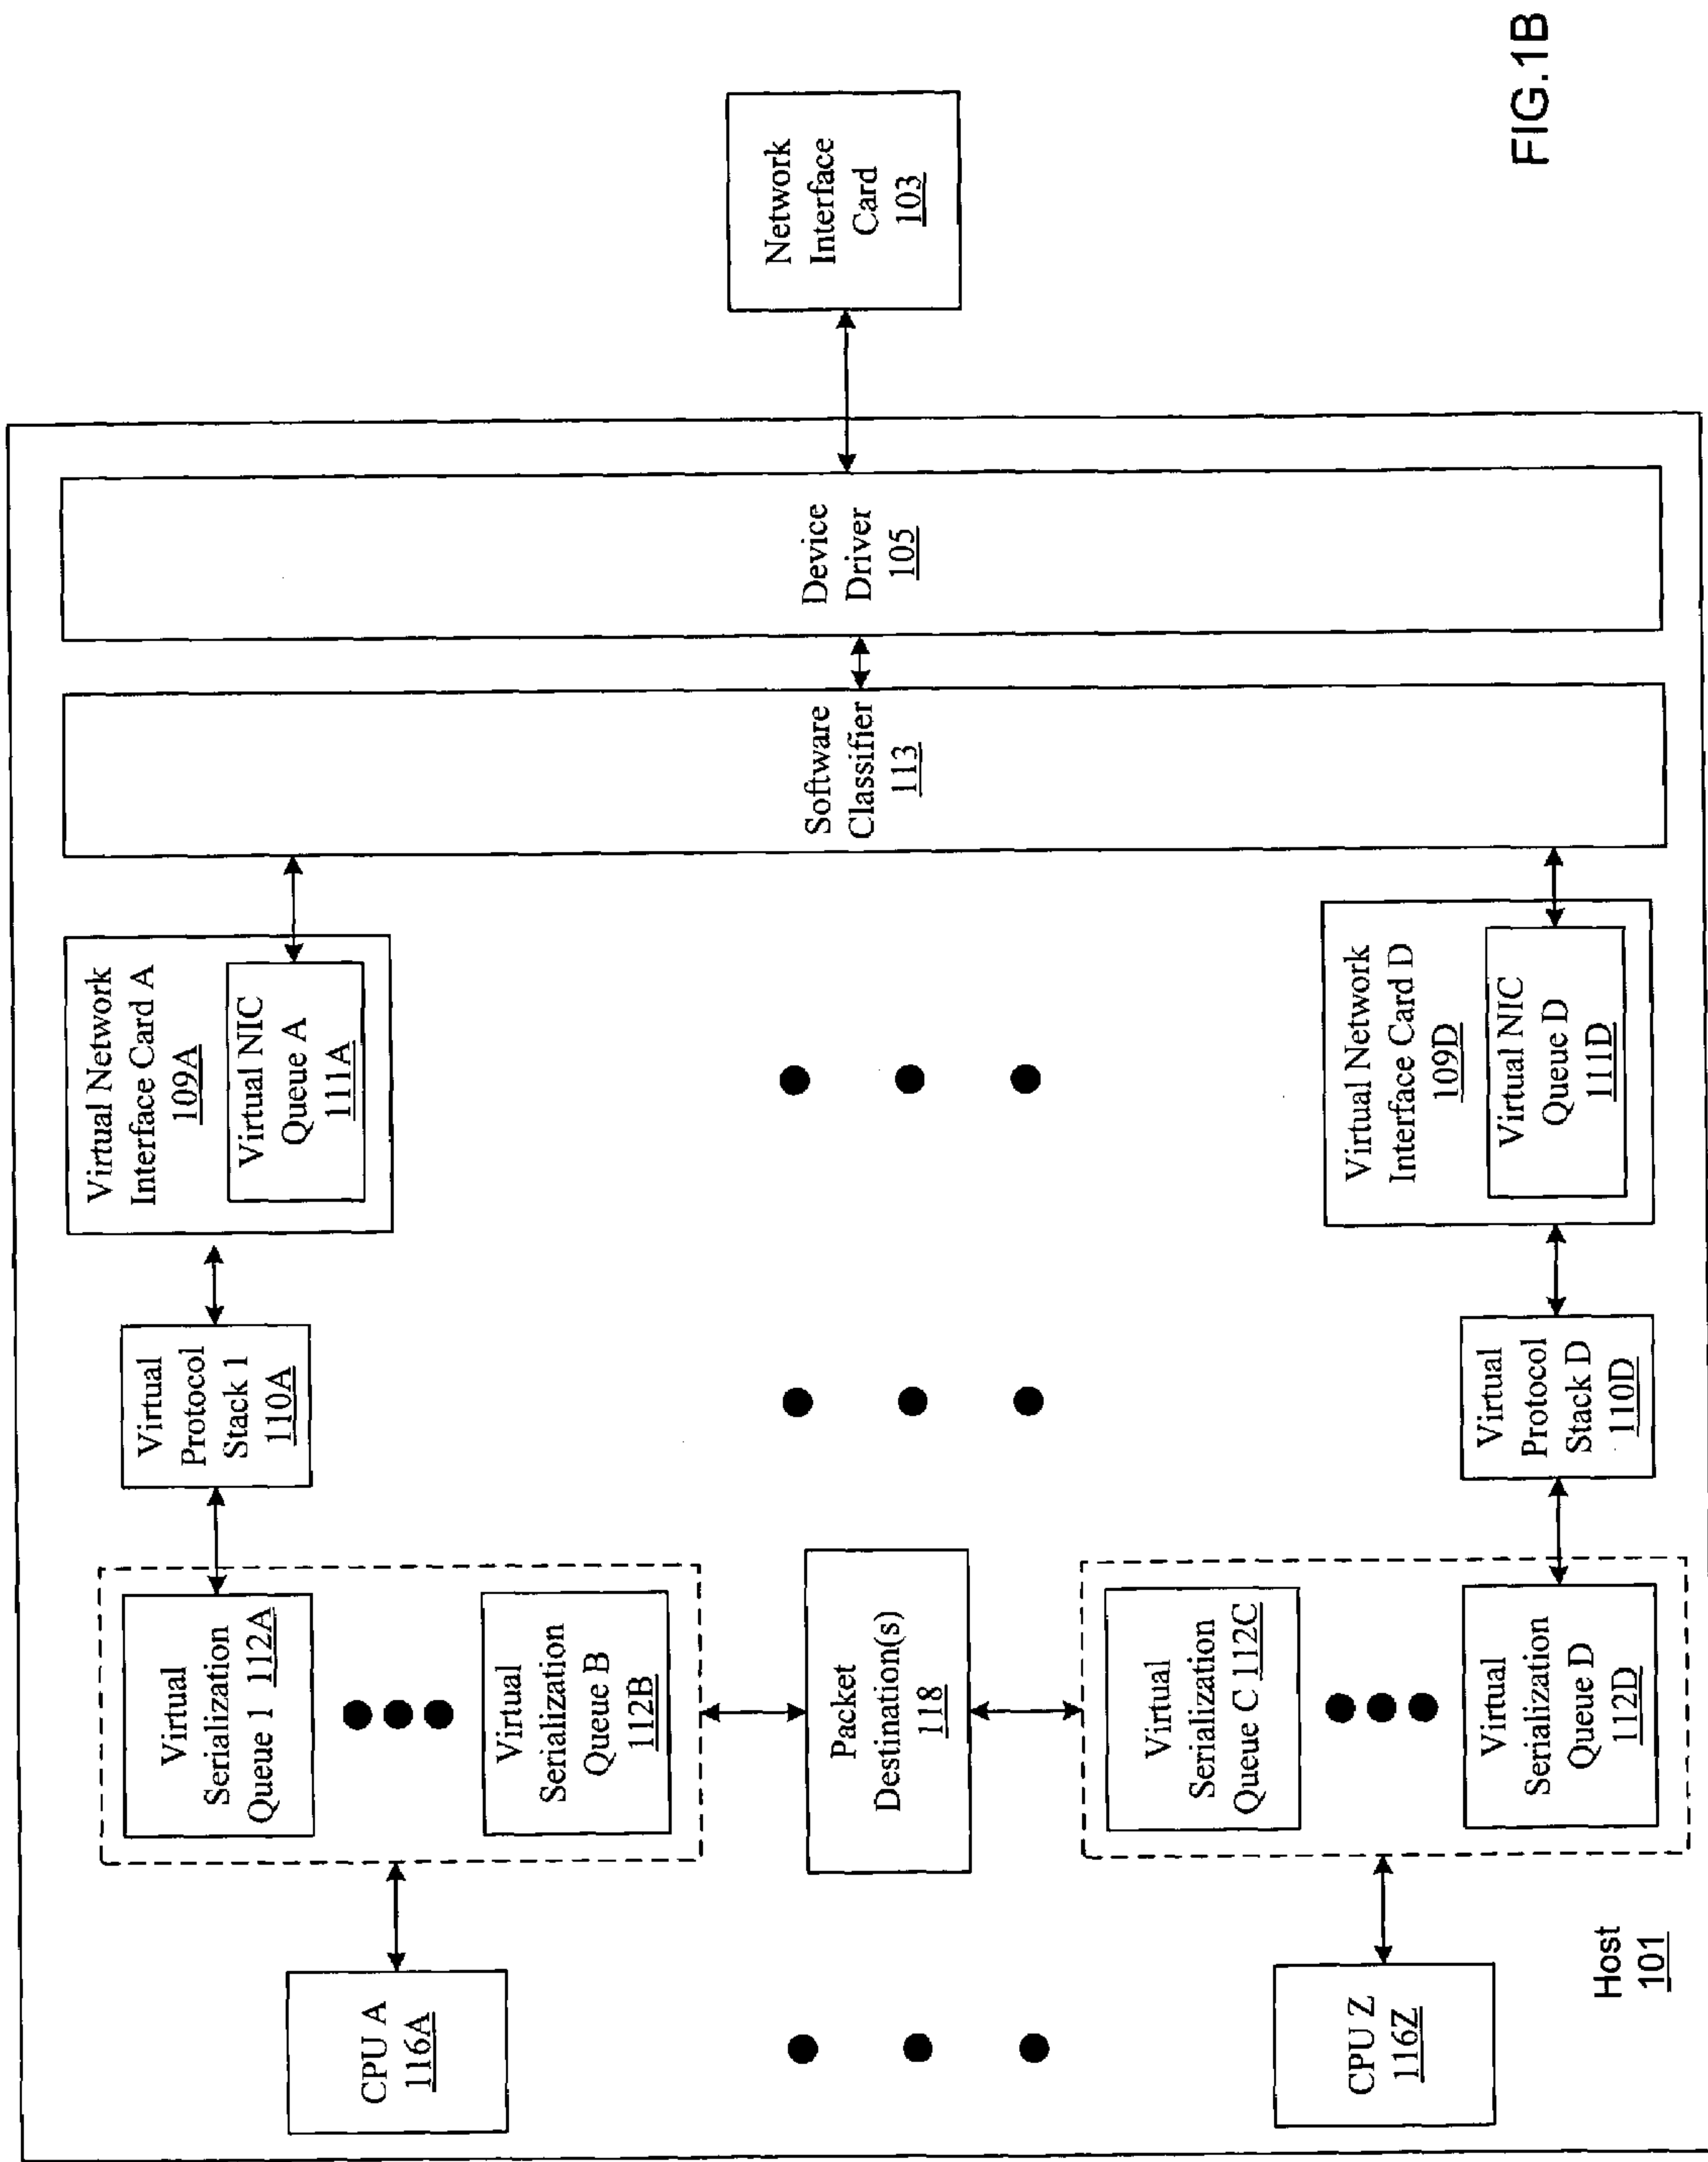 CPU A
116A
Virtual
Serialization
Queue 1 112A
Virtual
Serialization
Queue B
112B
Virtual
Protocol
Stack 1
110A
Virtual Network
Interface Card A
109A
Virtual NIC
Queue A
111A
Packet
Destination(s)
118
Software
Classifier
113
Device
Driver
105
Network
Interface
Card
103
CPU Z
116Z
Virtual
Serialization
Queue C 112C
Virtual
Serialization
Queue D
112D
Virtual
Protocol
Stack D
110D
Virtual Network
Interface Card D
109D
Virtual NIC
Queue D
111D
Host
101
FIG.1B